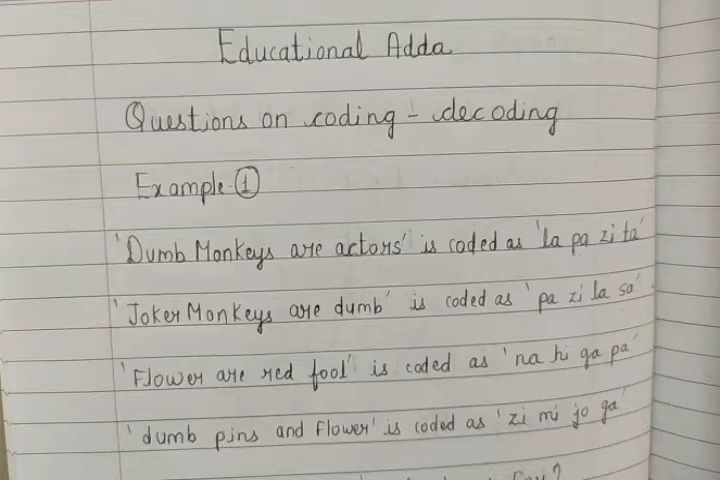 Educational Adda
Questions on coding - decoding
Example. ①
'Dumb Monkeys are actors' is coded as 'la pa zi ta'
'Joker Monkeys are dumb' is coded as 'pa zi la sa'
'Flower are red fool' is coded as 'na hi ga pa'
'dumb pins and Flower' is coded as 'zi mi jo ga'